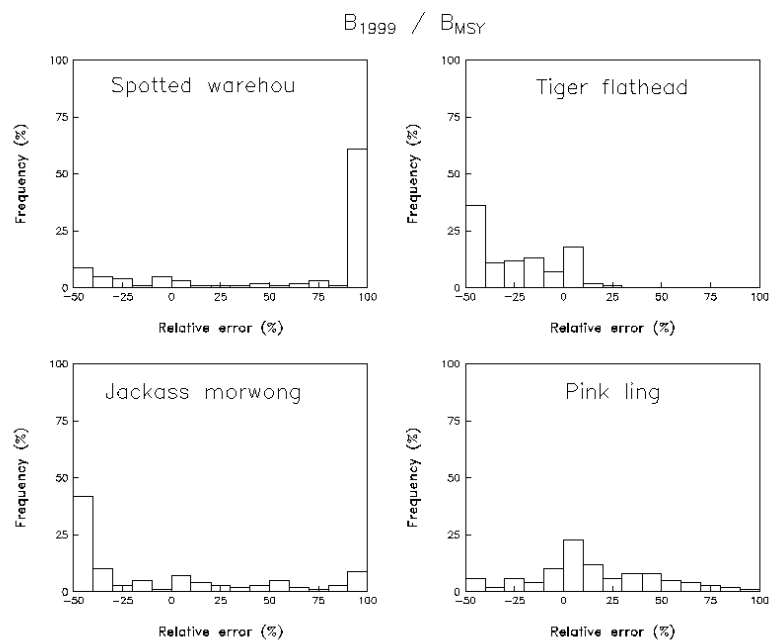 B1999 / BMSY
Spotted warehou
Frequency (%)
100
75
50
25
0
−50 −25 0 25 50 75 100
Relative error (%)
Tiger flathead
Frequency (%)
100
75
50
25
0
−50 −25 0 25 50 75 100
Relative error (%)
Jackass morwong
Frequency (%)
100
75
50
25
0
−50 −25 0 25 50 75 100
Relative error (%)
Pink ling
Frequency (%)
100
75
50
25
0
−50 −25 0 25 50 75 100
Relative error (%)